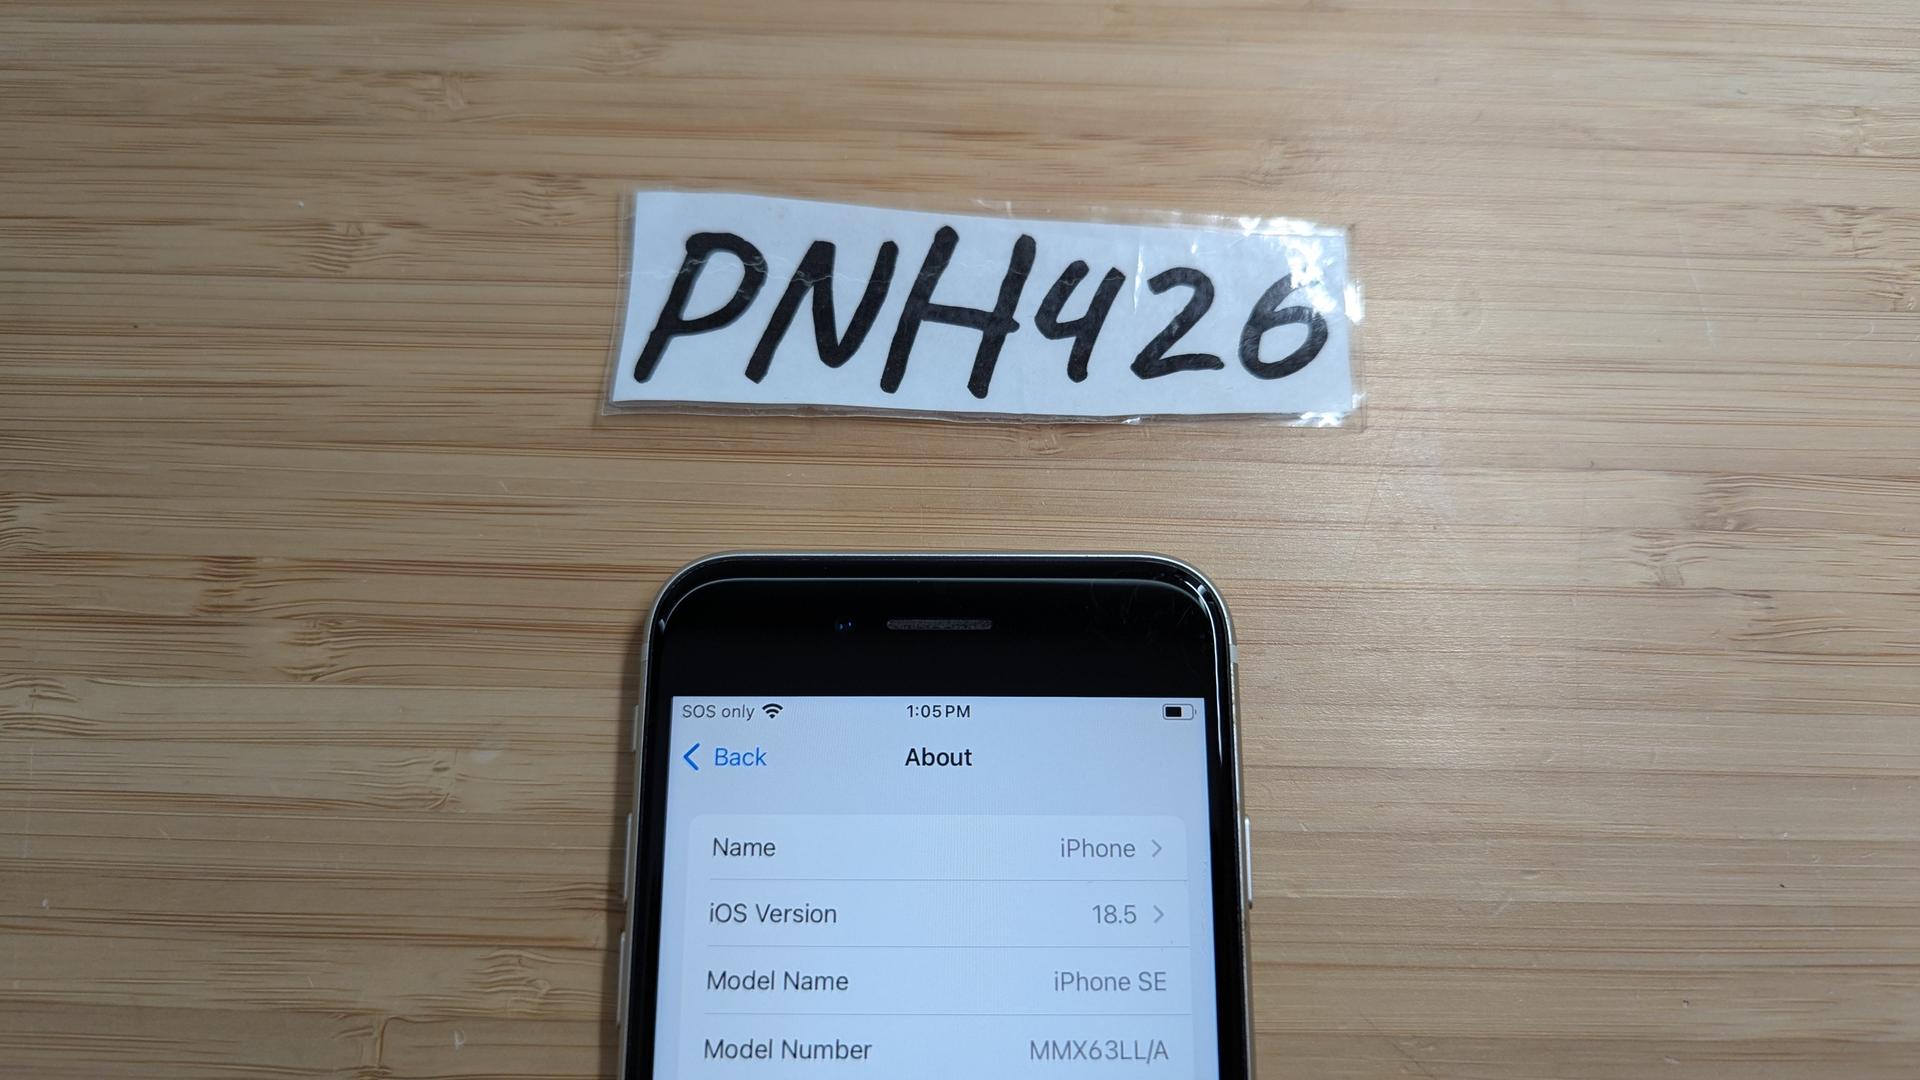 PNH426
SOS only 1:05 PM
Back About
Name iPhone
iOS Version 18.5
Model Name iPhone SE
Model Number MMX63LL/A